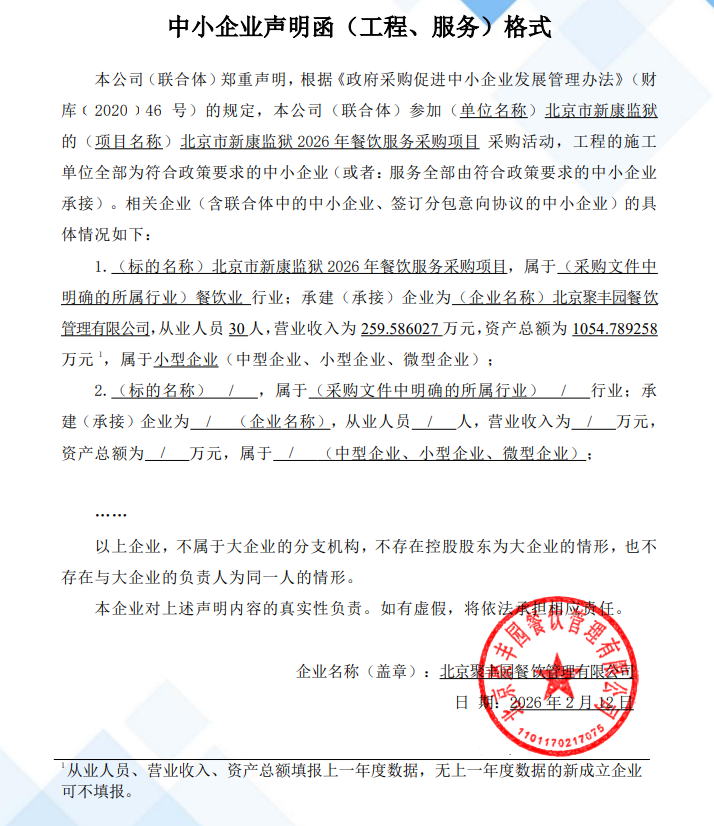 中小企业声明函（工程、服务）格式
本公司（联合体）郑重声明，根据《政府采购促进中小企业发展管理办法》（财
库﹝2020﹞46 号）的规定，本公司（联合体）参加（单位名称）北京市新康监狱
的（项目名称）北京市新康监狱 2026 年餐饮服务采购项目 采购活动，工程的施工
单位全部为符合政策要求的中小企业（或者：服务全部由符合政策要求的中小企业
承接）。相关企业（含联合体中的中小企业、签订分包意向协议的中小企业）的具
体情况如下：
1.（标的名称）北京市新康监狱 2026 年餐饮服务采购项目，属于（采购文件中
明确的所属行业）餐饮业 行业；承建（承接）企业为（企业名称）北京聚丰园餐饮
管理有限公司，从业人员 30 人，营业收入为 259.586027 万元，资产总额为 1054.789258
万元 1，属于小型企业（中型企业、小型企业、微型企业）；
2.（标的名称） / ，属于（采购文件中明确的所属行业） / 行业；承
建（承接）企业为 / （企业名称），从业人员 / 人，营业收入为 / 万元，
资产总额为 / 万元，属于 / （中型企业、小型企业、微型企业）；
……
以上企业，不属于大企业的分支机构，不存在控股股东为大企业的情形，也不
存在与大企业的负责人为同一人的情形。
本企业对上述声明内容的真实性负责。如有虚假，将依法承担相应责任。
企业名称（盖章）：北京聚丰园餐饮管理有限公司
日 期：2026 年 2 月 12 日
北京聚丰园餐饮管理有限公司
1101170217075
1从业人员、营业收入、资产总额填报上一年度数据，无上一年度数据的新成立企业
可不填报。